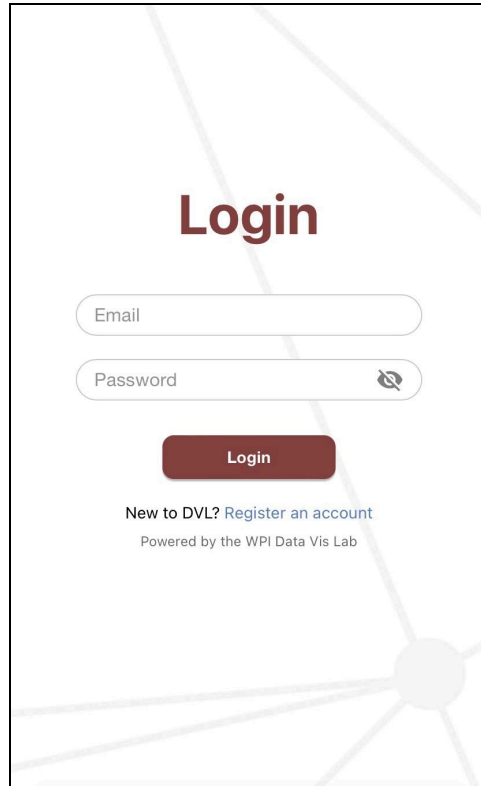 Login
Email
Password
Login
New to DVL? Register an account
Powered by the WPI Data Vis Lab